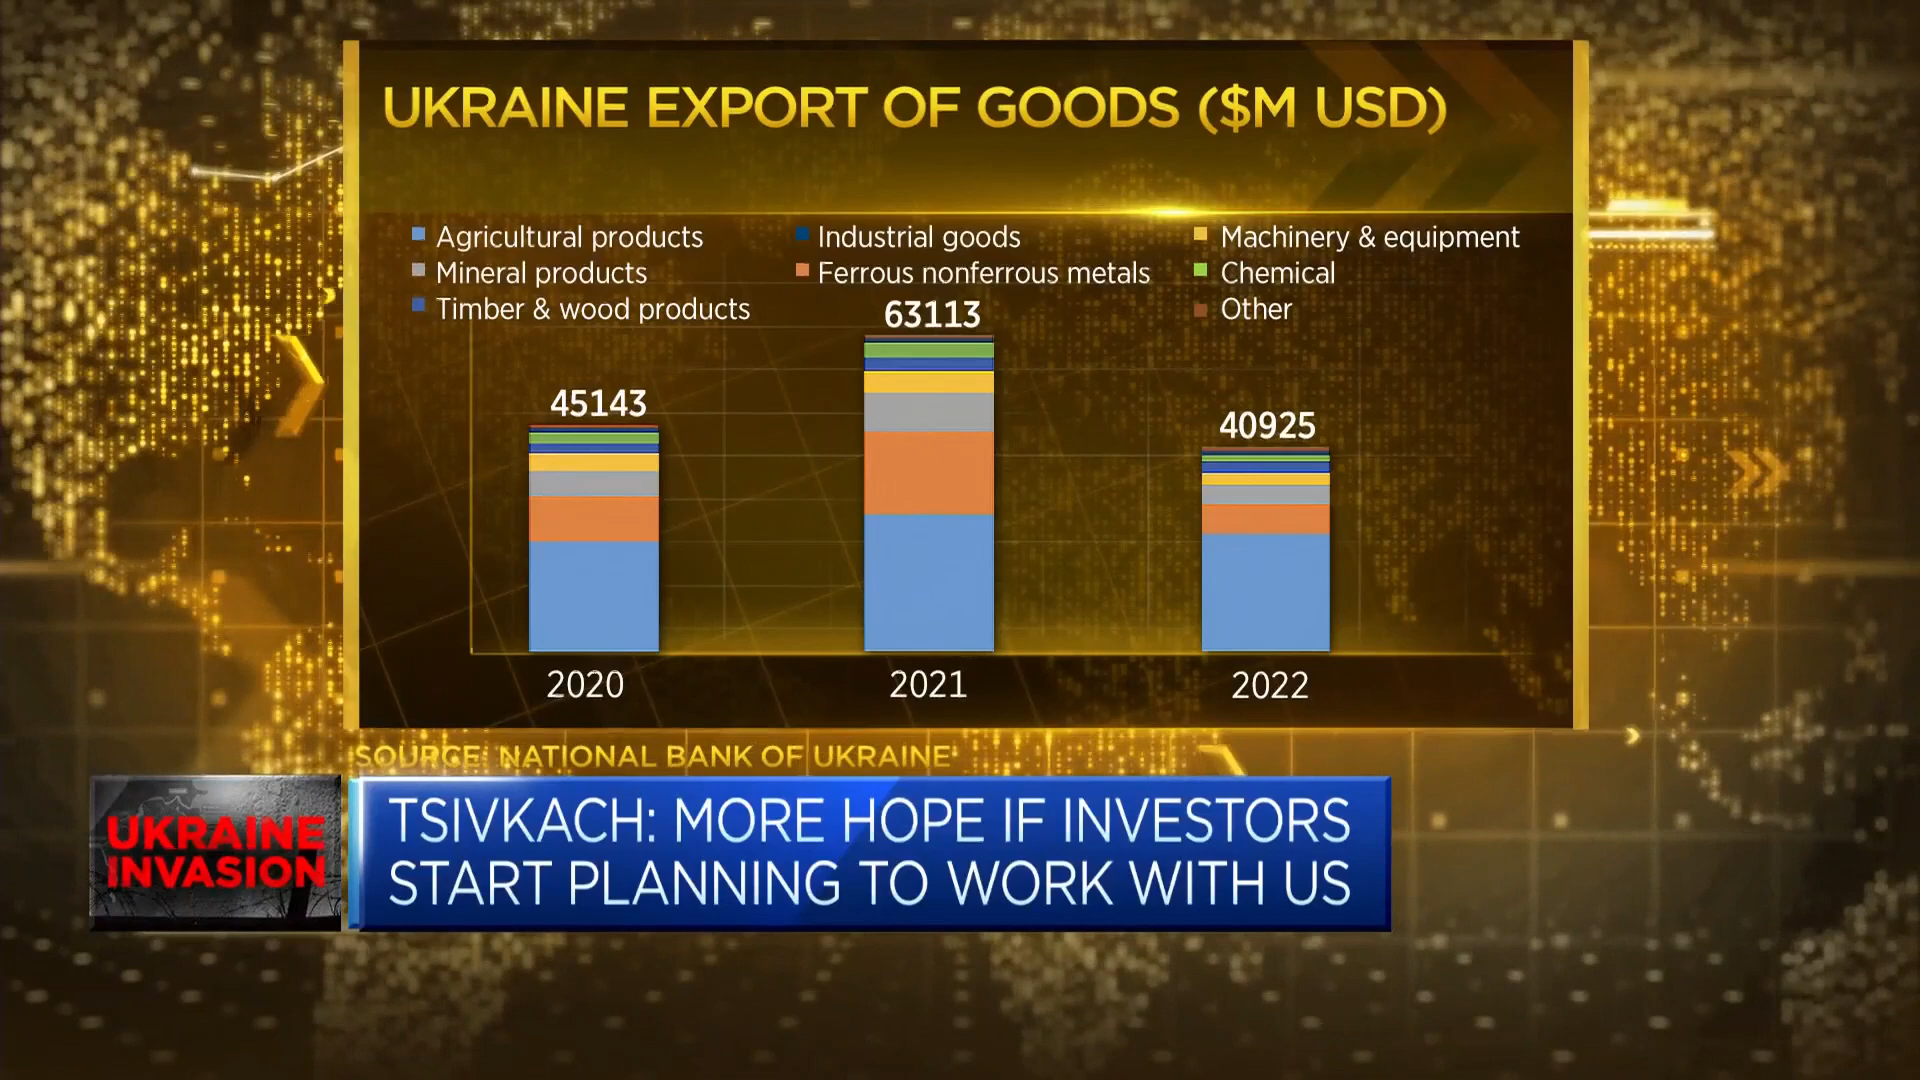 UKRAINE EXPORT OF GOODS ($M USD)
Agricultural products
Industrial goods
Machinery & equipment
Mineral products
Ferrous nonferrous metals
Chemical
Timber & wood products
Other
45143
63113
40925
2020
2021
2022
SOURCE: NATIONAL BANK OF UKRAINE
UKRAINE
INVASION
TSIVKACH: MORE HOPE IF INVESTORS
START PLANNING TO WORK WITH US